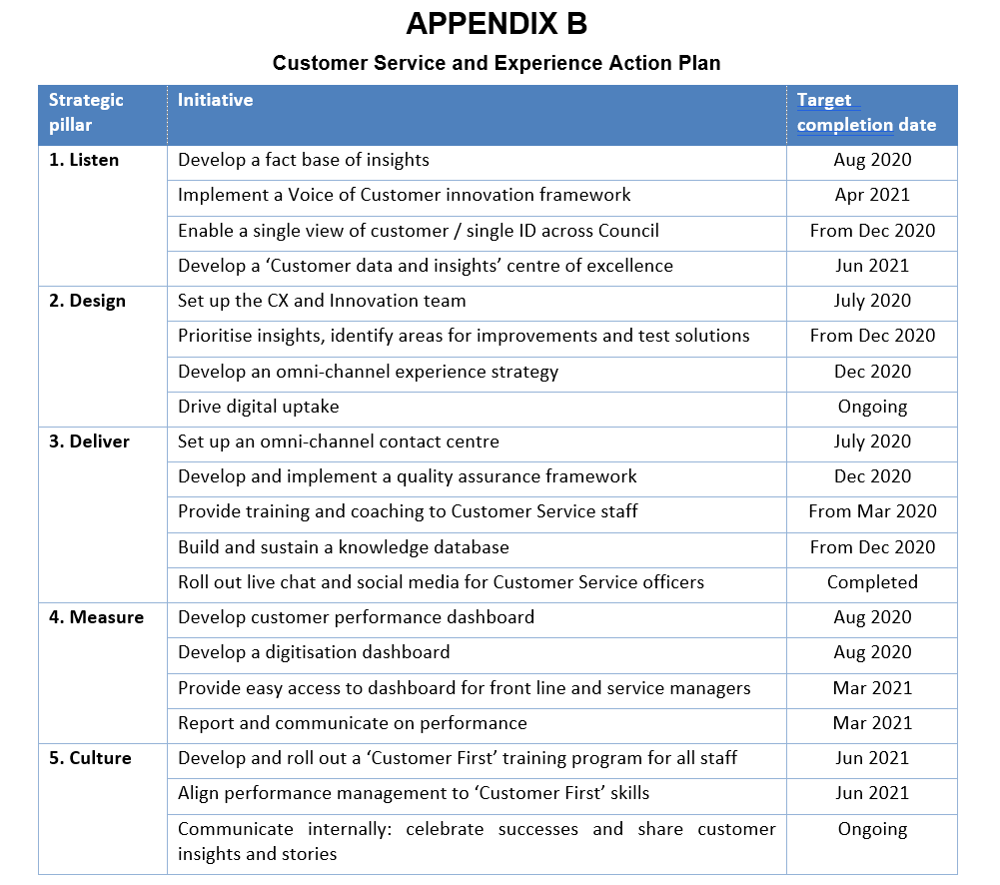 APPENDIX B
Customer Service and Experience Action Plan
Strategic pillar Initiative Target completion date
1. Listen Develop a fact base of insights Aug 2020
Implement a Voice of Customer innovation framework Apr 2021
Enable a single view of customer / single ID across Council From Dec 2020
Develop a ‘Customer data and insights’ centre of excellence Jun 2021
2. Design Set up the CX and Innovation team July 2020
Prioritise insights, identify areas for improvements and test solutions From Dec 2020
Develop an omni-channel experience strategy Dec 2020
Drive digital uptake Ongoing
3. Deliver Set up an omni-channel contact centre July 2020
Develop and implement a quality assurance framework Dec 2020
Provide training and coaching to Customer Service staff From Mar 2020
Build and sustain a knowledge database From Dec 2020
Roll out live chat and social media for Customer Service officers Completed
4. Measure Develop customer performance dashboard Aug 2020
Develop a digitisation dashboard Aug 2020
Provide easy access to dashboard for front line and service managers Mar 2021
Report and communicate on performance Mar 2021
5. Culture Develop and roll out a ‘Customer First’ training program for all staff Jun 2021
Align performance management to ‘Customer First’ skills Jun 2021
Communicate internally: celebrate successes and share customer Ongoing
insights and stories